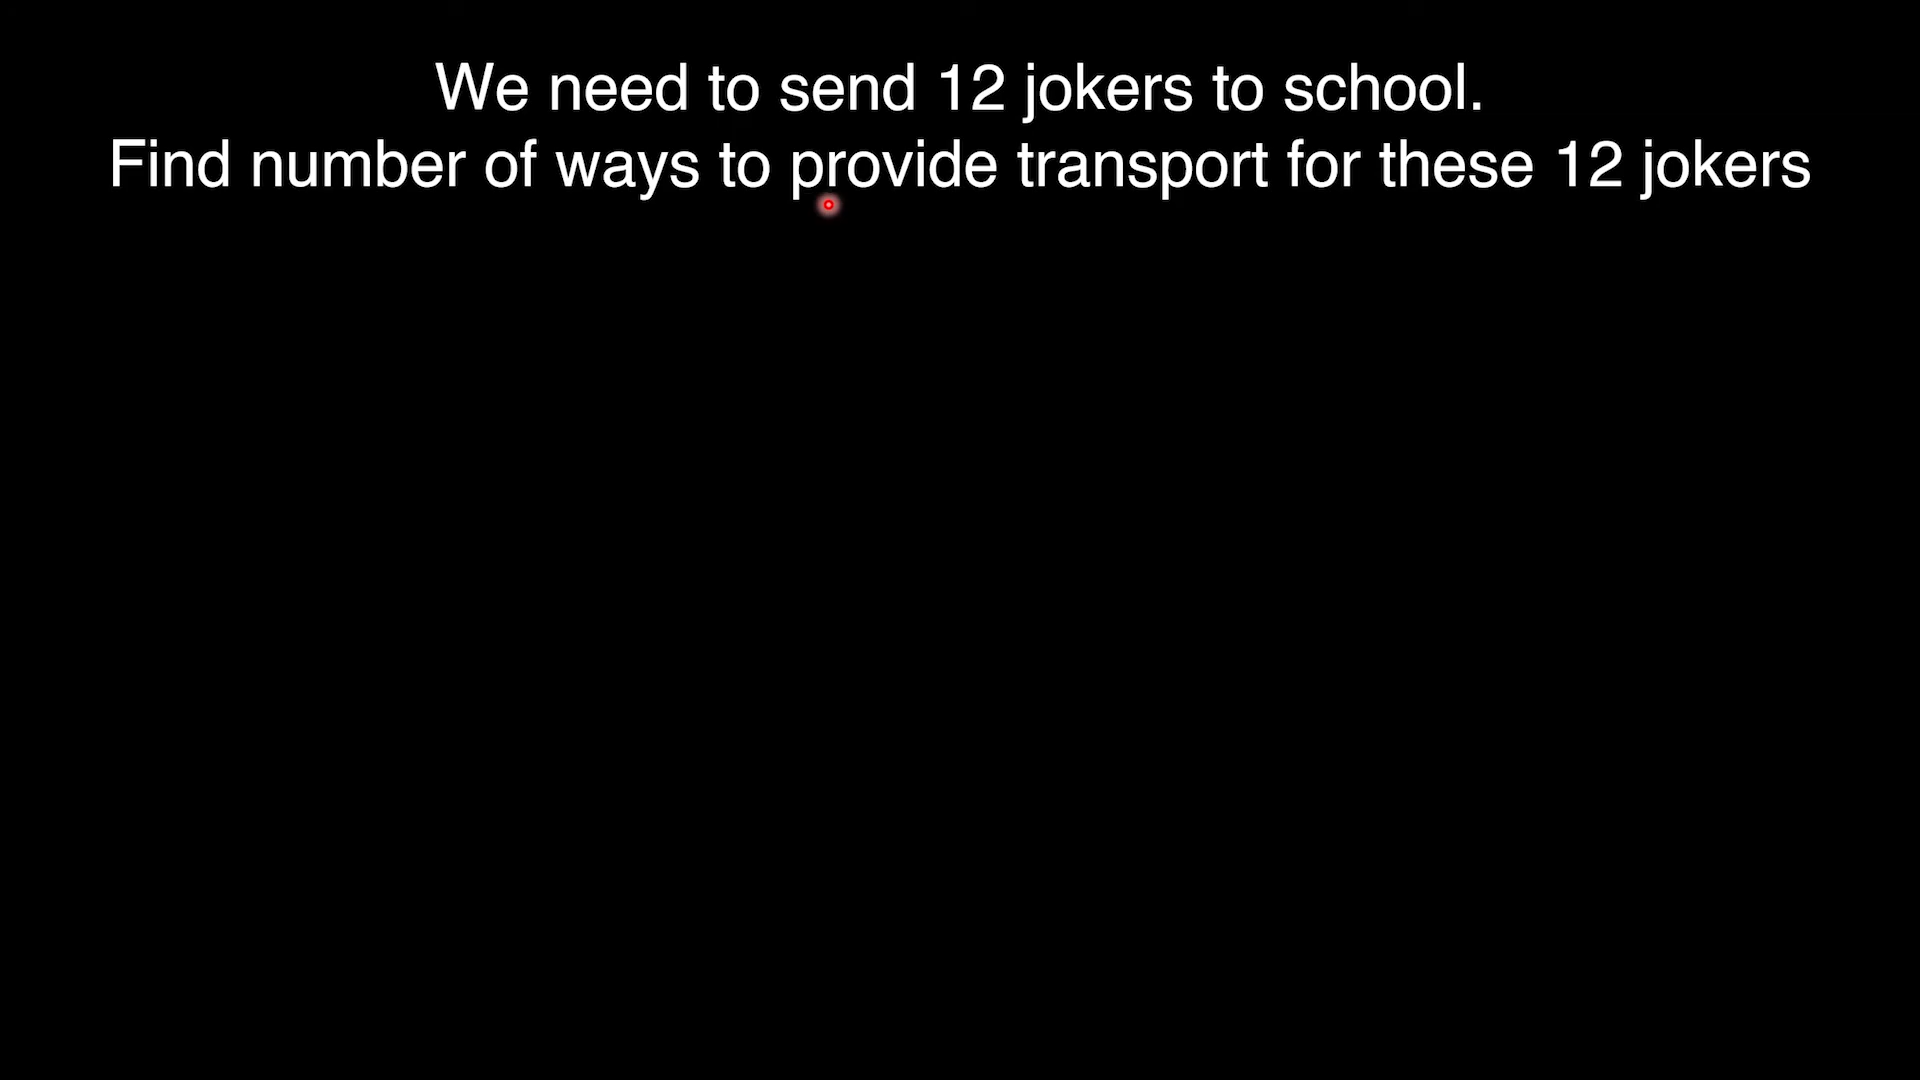 We need to send 12 jokers to school.
Find number of ways to provide transport for these 12 jokers